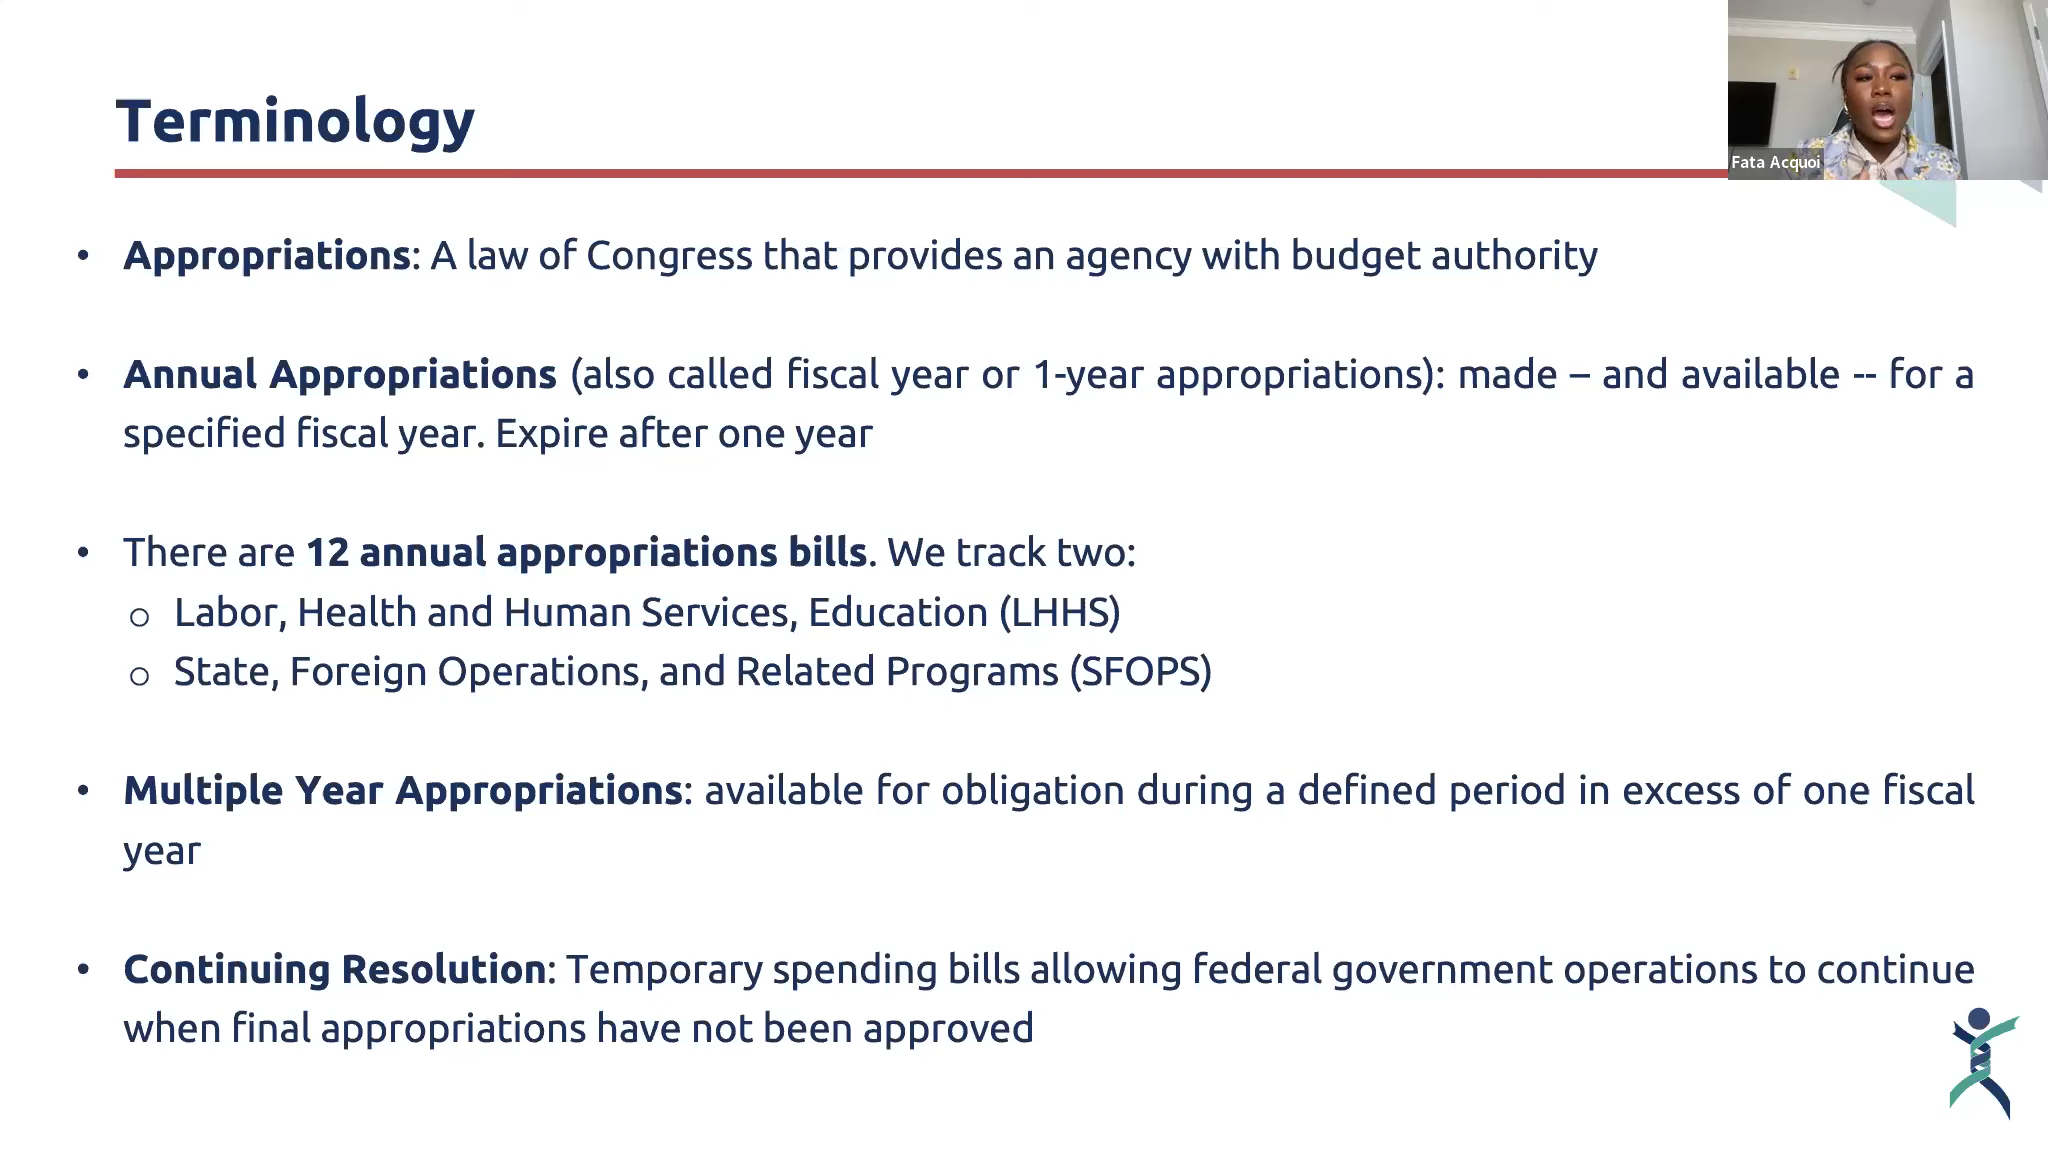 Terminology
Fata Acquoi
• Appropriations: A law of Congress that provides an agency with budget authority
• Annual Appropriations (also called fiscal year or 1-year appropriations): made – and available -- for a
specified fiscal year. Expire after one year
• There are 12 annual appropriations bills. We track two:
o Labor, Health and Human Services, Education (LHHS)
o State, Foreign Operations, and Related Programs (SFOPS)
• Multiple Year Appropriations: available for obligation during a defined period in excess of one fiscal
year
• Continuing Resolution: Temporary spending bills allowing federal government operations to continue
when final appropriations have not been approved